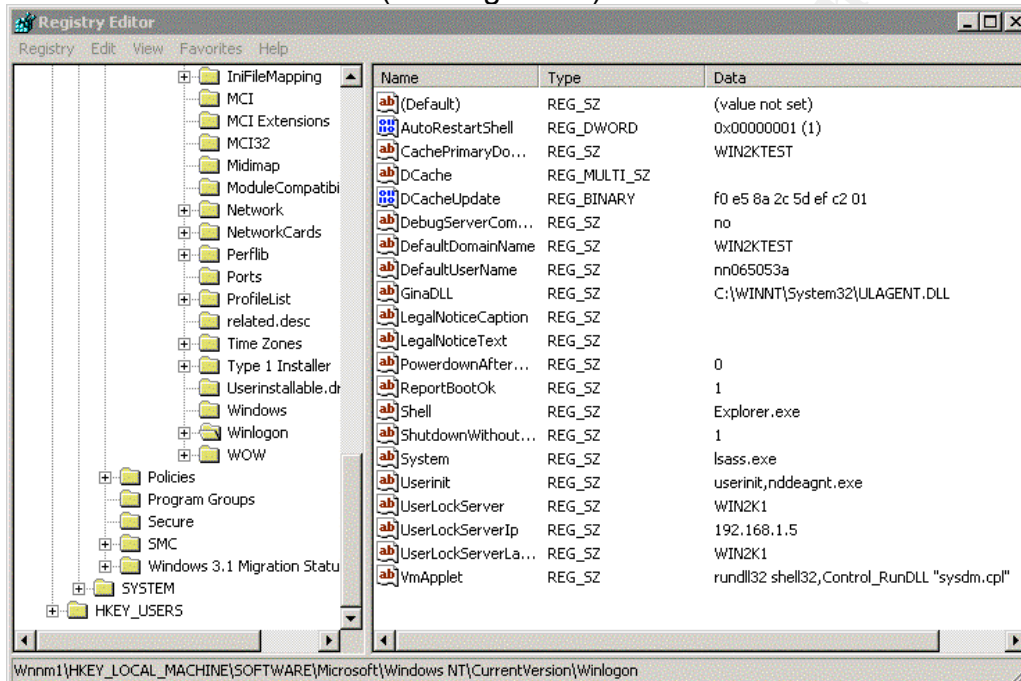 Registry Editor
Registry Edit View Favorites Help
IniFileMapping
MCI
MCI Extensions
MCI32
Midimap
ModuleCompatibi
Network
NetworkCards
Perflib
Ports
ProfileList
related.desc
Time Zones
Type 1 Installer
Userinstallable.dr
Windows
Winlogon
WOW
Policies
Program Groups
Secure
SMC
Windows 3.1 Migration Statu
SYSTEM
HKEY_USERS
Name Type Data
(Default) REG_SZ (value not set)
AutoRestartShell REG_DWORD 0x00000001 (1)
CachePrimaryDo... REG_SZ WIN2KTEST
DCache REG_MULTI_SZ
DCacheUpdate REG_BINARY f0 e5 8a 2c 5d ef c2 01
DebugServerCom... REG_SZ no
DefaultDomainName REG_SZ WIN2KTEST
DefaultUserName REG_SZ nn065053a
GinaDLL REG_SZ C:\WINNT\System32\ULAGENT.DLL
LegalNoticeCaption REG_SZ
LegalNoticeText REG_SZ
PowerdownAfter... REG_SZ 0
ReportBootOk REG_SZ 1
Shell REG_SZ Explorer.exe
ShutdownWithout... REG_SZ 1
System REG_SZ lsass.exe
Userinit REG_SZ userinit,nddeagnt.exe
UserLockServer REG_SZ WIN2K1
UserLockServerIp REG_SZ 192.168.1.5
UserLockServerLa... REG_SZ WIN2K1
VmApplet REG_SZ rundll32 shell32,Control_RunDLL "sysdm.cpl"
Wnnm1\HKEY_LOCAL_MACHINE\SOFTWARE\Microsoft\Windows NT\CurrentVersion\Winlogon